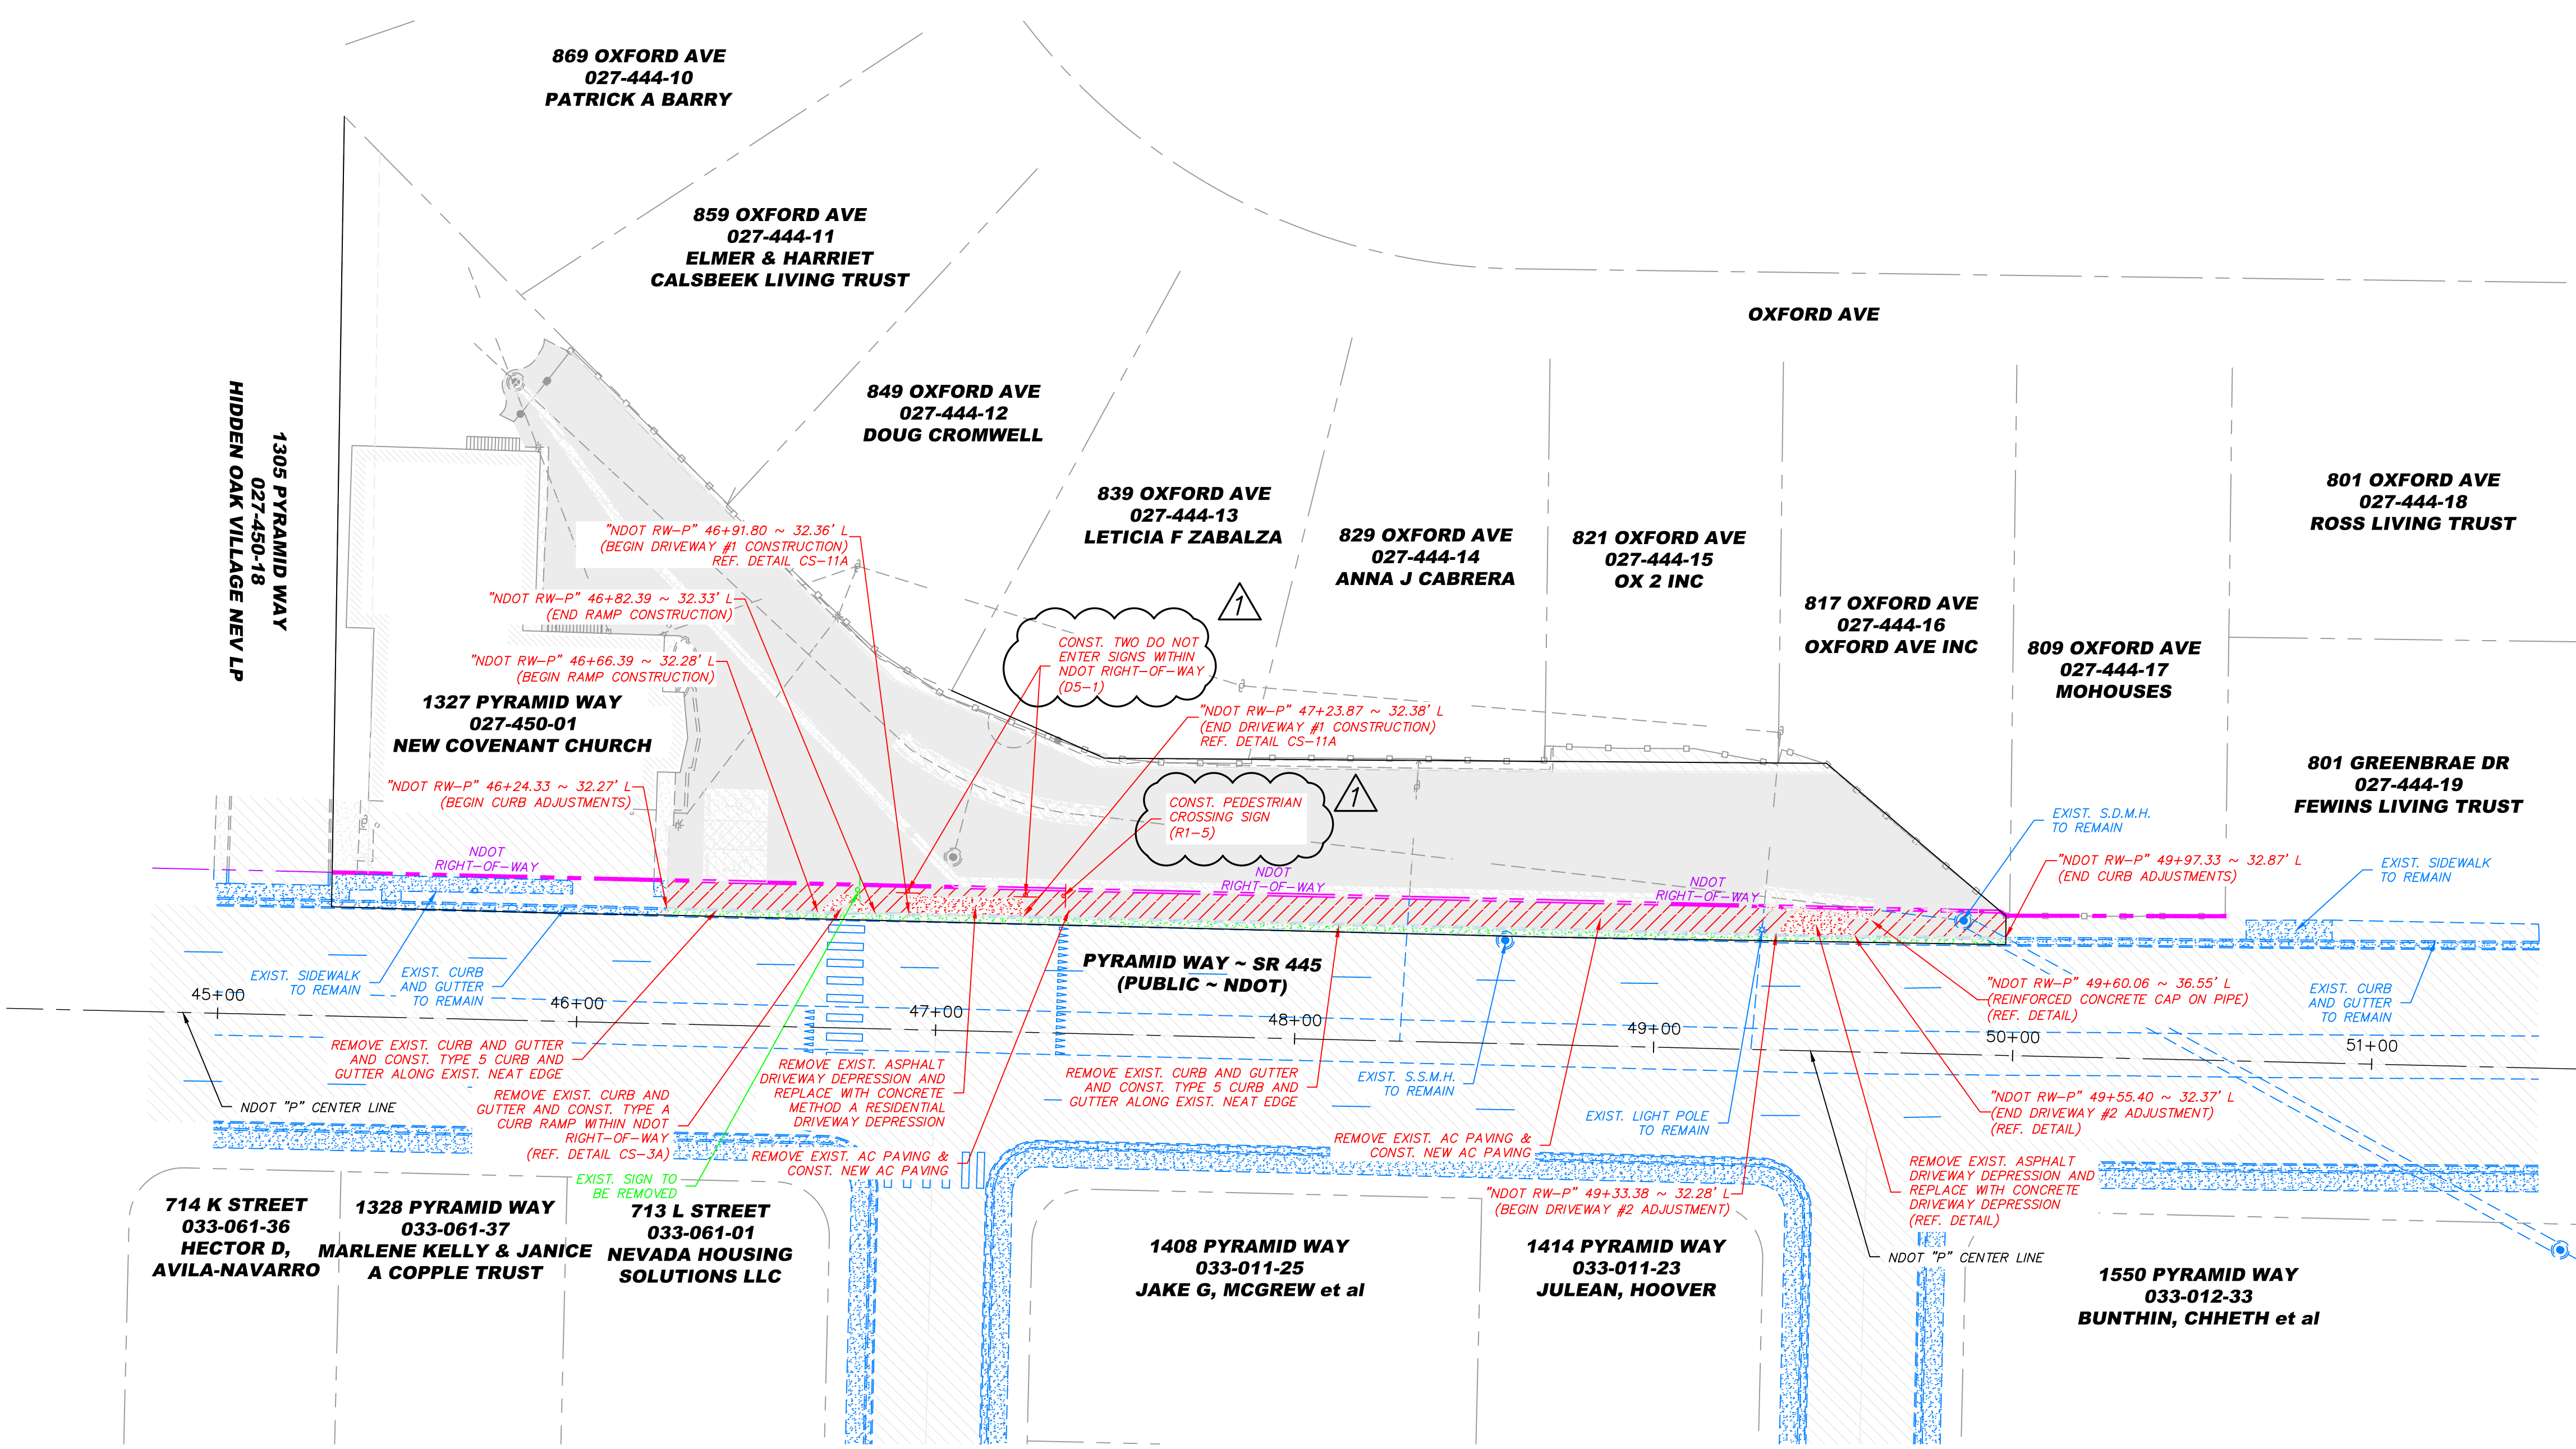 869 OXFORD AVE
027-444-10
PATRICK A BARRY
859 OXFORD AVE
027-444-11
ELMER & HARRIET
CALSBEEK LIVING TRUST
OXFORD AVE
849 OXFORD AVE
027-444-12
DOUG CROMWELL
839 OXFORD AVE
027-444-13
LETICIA F ZABALZA
829 OXFORD AVE
027-444-14
ANNA J CABRERA
821 OXFORD AVE
027-444-15
OX 2 INC
817 OXFORD AVE
027-444-16
OXFORD AVE INC
809 OXFORD AVE
027-444-17
MOHOUSES
801 OXFORD AVE
027-444-18
ROSS LIVING TRUST
801 GREENBRAE DR
027-444-19
FEWINS LIVING TRUST
1305 PYRAMID WAY
027-450-18
HIDDEN OAK VILLAGE NEV LP
"NDOT RW-P" 46+91.80 ~ 32.36' L
(BEGIN DRIVEWAY #1 CONSTRUCTION)
REF. DETAIL CS-11A
"NDOT RW-P" 46+82.39 ~ 32.33' L
(END RAMP CONSTRUCTION)
"NDOT RW-P" 46+66.39 ~ 32.28' L
(BEGIN RAMP CONSTRUCTION)
1327 PYRAMID WAY
027-450-01
NEW COVENANT CHURCH
"NDOT RW-P" 46+24.33 ~ 32.27' L
(BEGIN CURB ADJUSTMENTS)
1
CONST. TWO DO NOT
ENTER SIGNS WITHIN
NDOT RIGHT-OF-WAY
(D5-1)
"NDOT RW-P" 47+23.87 ~ 32.38' L
(END DRIVEWAY #1 CONSTRUCTION)
REF. DETAIL CS-11A
1
CONST. PEDESTRIAN
CROSSING SIGN
(R1-5)
EXIST. S.D.M.H.
TO REMAIN
"NDOT RW-P" 49+97.33 ~ 32.87' L
(END CURB ADJUSTMENTS)
EXIST. SIDEWALK
TO REMAIN
NDOT
RIGHT-OF-WAY
NDOT
RIGHT-OF-WAY
NDOT
RIGHT-OF-WAY
EXIST. SIDEWALK
TO REMAIN
EXIST. CURB
AND GUTTER
TO REMAIN
PYRAMID WAY ~ SR 445
(PUBLIC ~ NDOT)
"NDOT RW-P" 49+60.06 ~ 36.55' L
(REINFORCED CONCRETE CAP ON PIPE)
(REF. DETAIL)
EXIST. CURB
AND GUTTER
TO REMAIN
45+00
46+00
47+00
48+00
49+00
50+00
51+00
REMOVE EXIST. CURB AND GUTTER
AND CONST. TYPE 5 CURB AND
GUTTER ALONG EXIST. NEAT EDGE
NDOT "P" CENTER LINE
REMOVE EXIST. CURB AND
GUTTER AND CONST. TYPE A
CURB RAMP WITHIN NDOT
RIGHT-OF-WAY
(REF. DETAIL CS-3A)
EXIST. SIGN TO
BE REMOVED
REMOVE EXIST. ASPHALT
DRIVEWAY DEPRESSION AND
REPLACE WITH CONCRETE
METHOD A RESIDENTIAL
DRIVEWAY DEPRESSION
REMOVE EXIST. AC PAVING &
CONST. NEW AC PAVING
REMOVE EXIST. CURB AND GUTTER
AND CONST. TYPE 5 CURB AND
GUTTER ALONG EXIST. NEAT EDGE
EXIST. S.S.M.H.
TO REMAIN
REMOVE EXIST. AC PAVING &
CONST. NEW AC PAVING
EXIST. LIGHT POLE
TO REMAIN
"NDOT RW-P" 49+33.38 ~ 32.28' L
(BEGIN DRIVEWAY #2 ADJUSTMENT)
"NDOT RW-P" 49+55.40 ~ 32.37' L
(END DRIVEWAY #2 ADJUSTMENT)
(REF. DETAIL)
REMOVE EXIST. ASPHALT
DRIVEWAY DEPRESSION AND
REPLACE WITH CONCRETE
DRIVEWAY DEPRESSION
(REF. DETAIL)
NDOT "P" CENTER LINE
714 K STREET
033-061-36
HECTOR D,
AVILA-NAVARRO
1328 PYRAMID WAY
033-061-37
MARLENE KELLY & JANICE
A COPPLE TRUST
713 L STREET
033-061-01
NEVADA HOUSING
SOLUTIONS LLC
1408 PYRAMID WAY
033-011-25
JAKE G, MCGREW et al
1414 PYRAMID WAY
033-011-23
JULEAN, HOOVER
1550 PYRAMID WAY
033-012-33
BUNTHIN, CHHETH et al